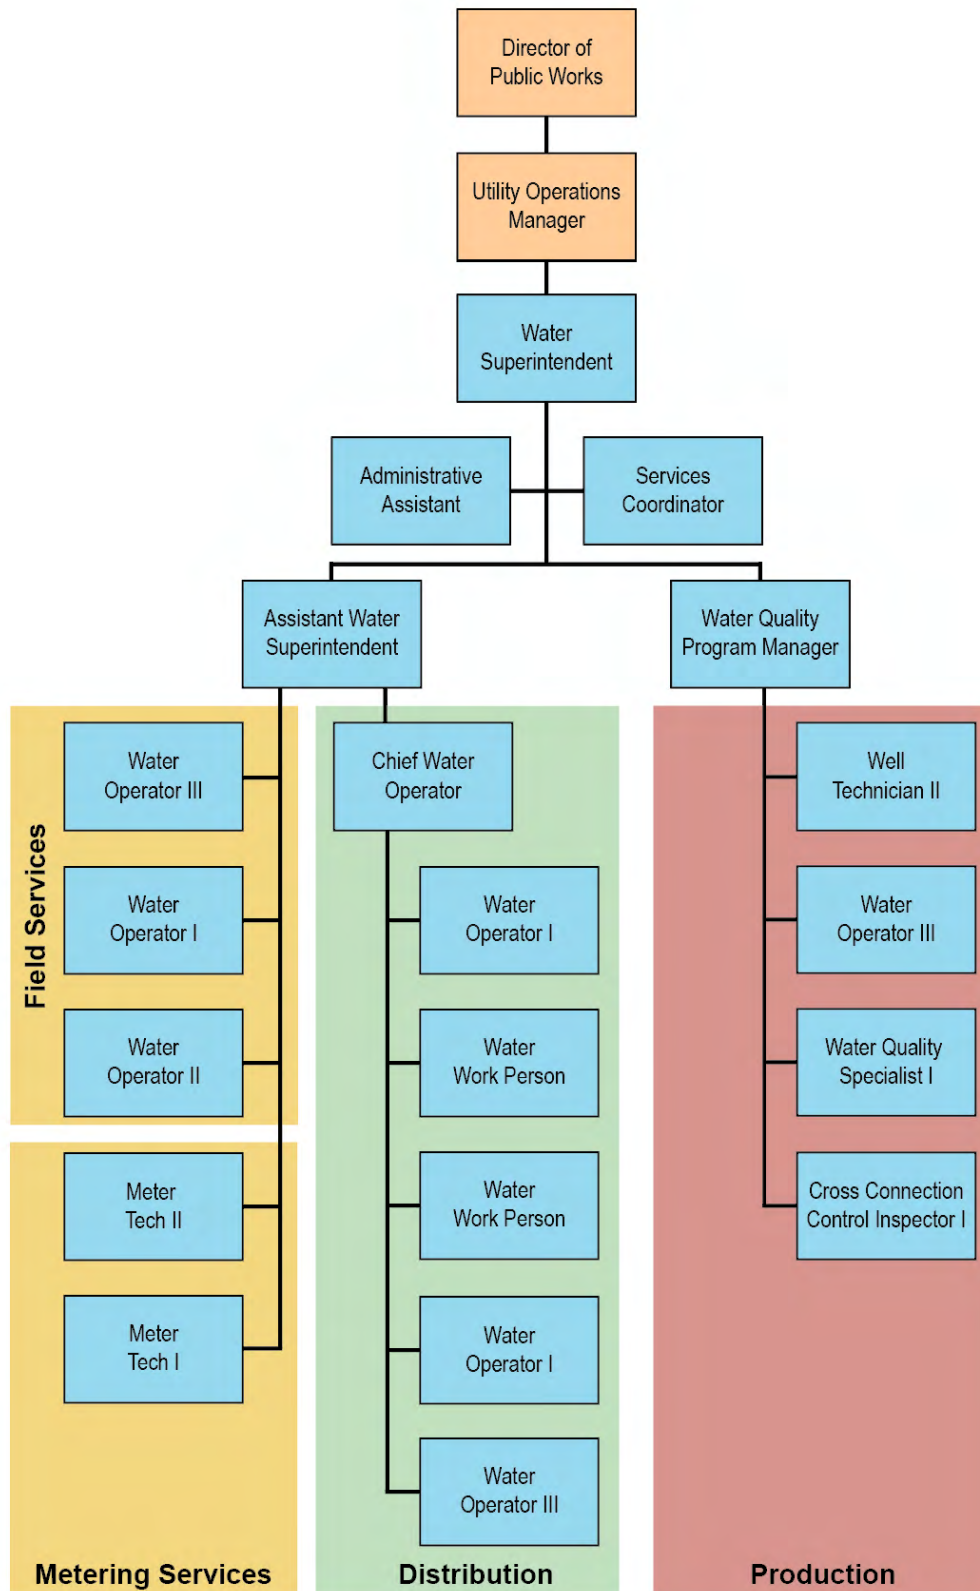 Director of
Public Works
Utility Operations
Manager
Water
Superintendent
Administrative
Assistant
Services
Coordinator
Assistant Water
Superintendent
Water Quality
Program Manager
Field Services
Water
Operator III
Water
Operator I
Water
Operator II
Meter
Tech II
Meter
Tech I
Metering Services
Chief Water
Operator
Water
Operator I
Water
Work Person
Water
Work Person
Water
Operator I
Water
Operator III
Distribution
Well
Technician II
Water
Operator III
Water Quality
Specialist I
Cross Connection
Control Inspector I
Production